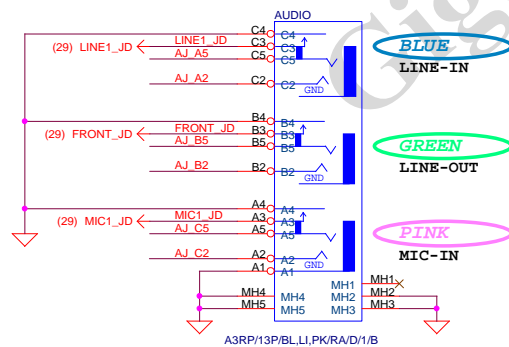 AUDIO
C4 C4
(29) LINE1_JD LINE1_JD C3 C3
AJ_A5 C5 C5
BLUE
LINE-IN
AJ_A2 C2 C2
GND
B4 B4
(29) FRONT_JD FRONT_JD B3 B3
AJ_B5 B5 B5
GREEN
LINE-OUT
AJ_B2 B2 B2
GND
A4 A4
(29) MIC1_JD MIC1_JD A3 A3
AJ_C5 A5 A5
PINK
MIC-IN
AJ_C2 A2 A2
GND
A1 A1
MH1
MH4 MH4 MH2 MH2
MH5 MH5 MH3 MH3
A3RP/13P/BL,LI,PK/RA/D/1/B
Gig